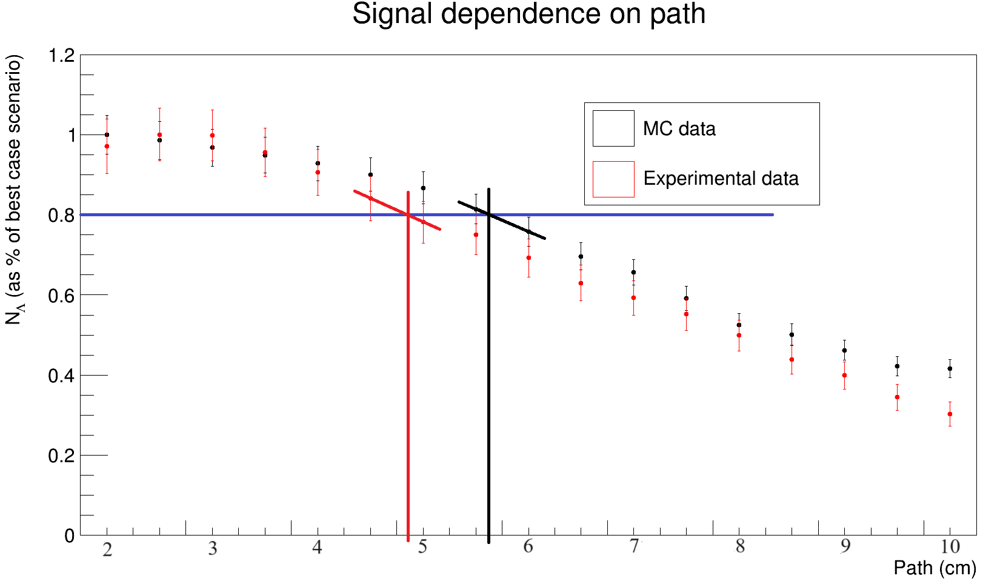 Signal dependence on path
N_Λ (as % of best case scenario)
1.2
1
0.8
0.6
0.4
0.2
0
MC data
Experimental data
2 3 4 5 6 7 8 9 10
Path (cm)